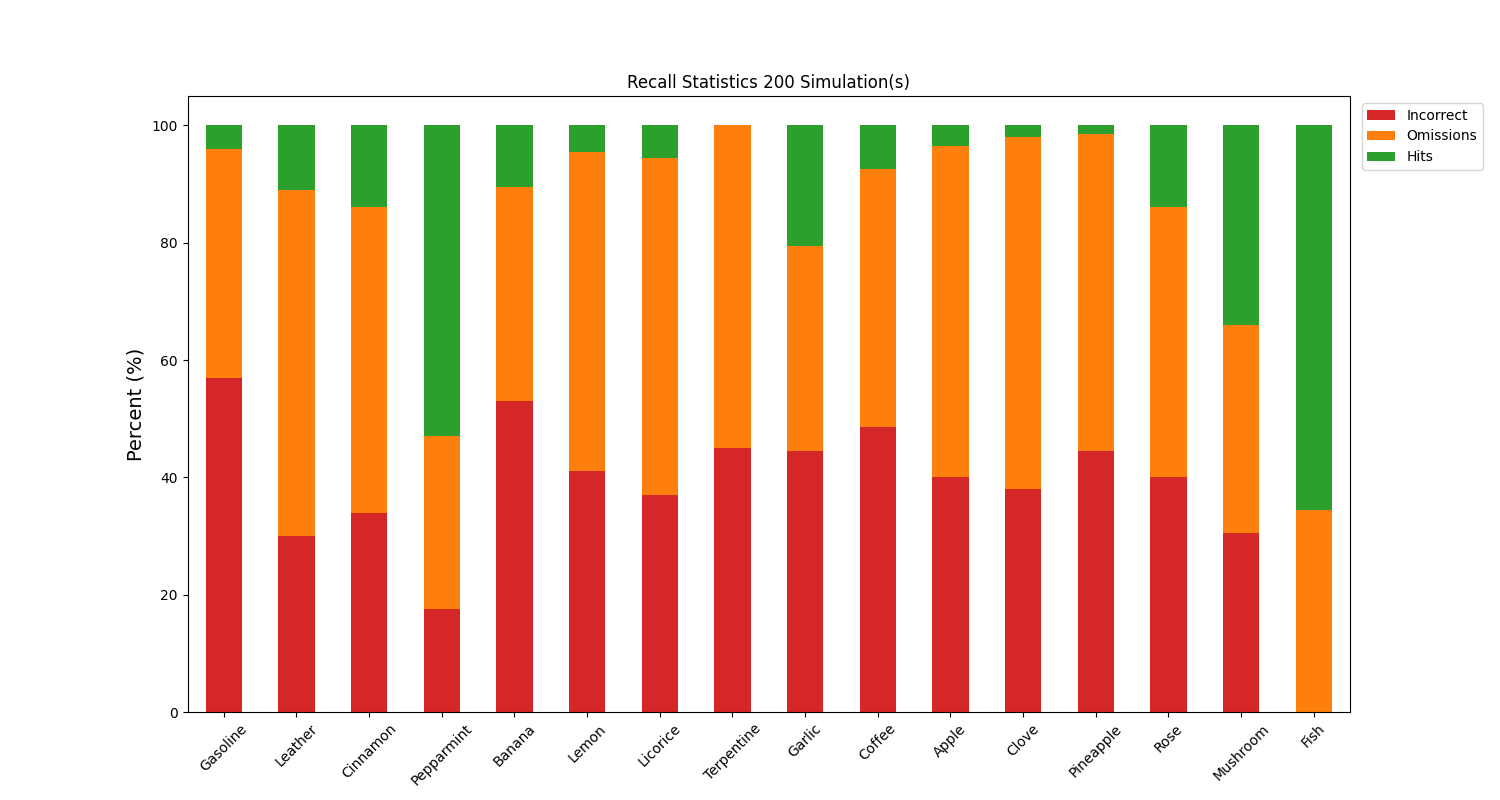 Recall Statistics 200 Simulation(s)
Incorrect
Omissions
Hits
Percent (%)
100
80
60
40
20
0
Gasoline
Leather
Cinnamon
Pepparmint
Banana
Lemon
Licorice
Terpentine
Garlic
Coffee
Apple
Clove
Pineapple
Rose
Mushroom
Fish